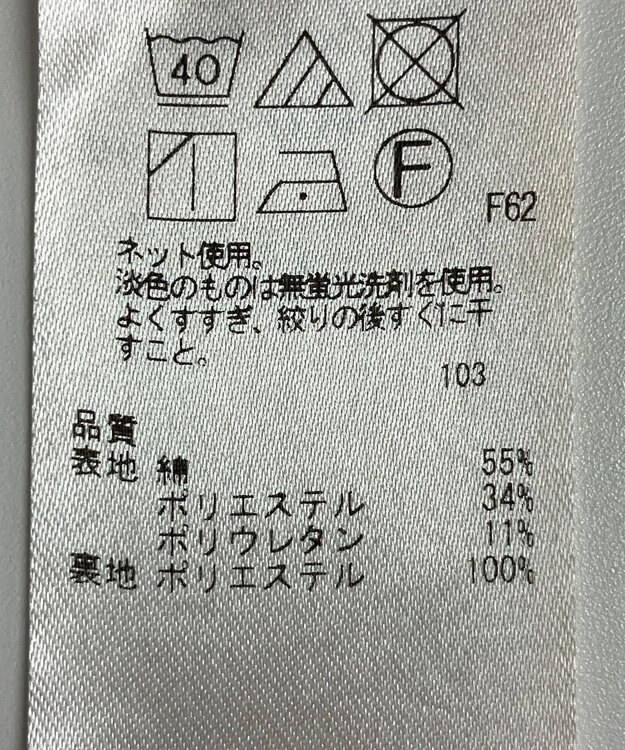 40
F
F62
ネット使用。
淡色のものは無蛍光洗剤を使用。
よくすすぎ、絞りの後すぐに干
すこと。
103
品質
表地 綿 55%
ポリエステル 34%
ポリウレタン 11%
裏地 ポリエステル 100%